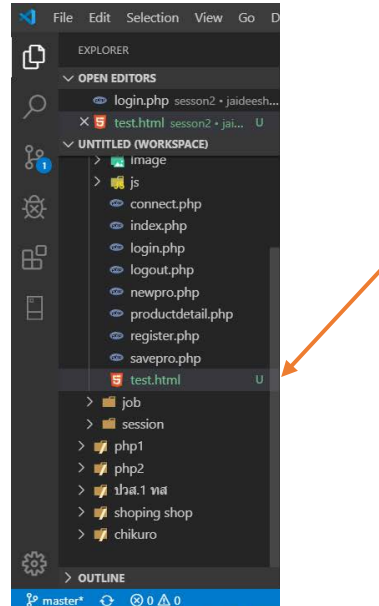 File Edit Selection View Go D
EXPLORER
OPEN EDITORS
login.php sesson2 • jaideesh...
test.html sesson2 • jai... U
UNTITLED (WORKSPACE)
image
js
connect.php
index.php
login.php
logout.php
newpro.php
productdetail.php
register.php
savepro.php
test.html U
job
session
php1
php2
ปวส.1 ทส
shoping shop
chikuro
OUTLINE
master* 0 0
1